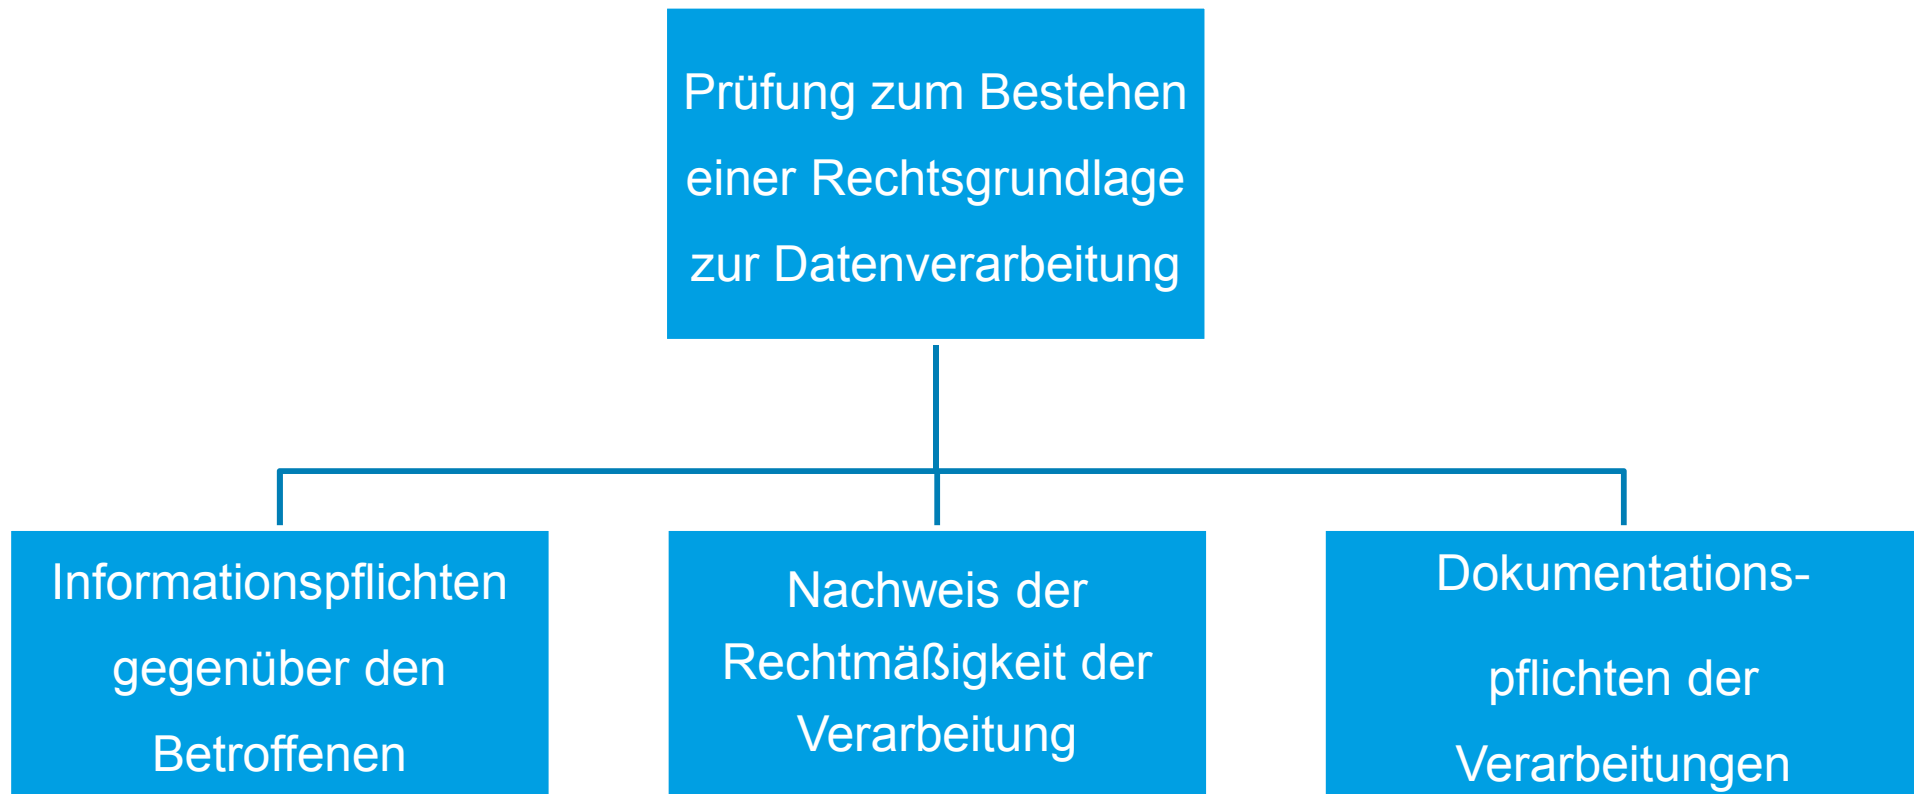 Prüfung zum Bestehen
einer Rechtsgrundlage
zur Datenverarbeitung
Informationspflichten
gegenüber den
Betroffenen
Nachweis der
Rechtmäßigkeit der
Verarbeitung
Dokumentations-
pflichten der
Verarbeitungen